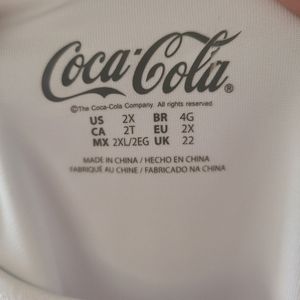 Coca-Cola®
©The Coca-Cola Company. All rights reserved
US 2X BR 4G
CA 2T EU 2X
MX 2XL/2EG UK 22
MADE IN CHINA / HECHO EN CHINA
FABRIQUÉ AU CHINE / FABRICADO NA CHINA